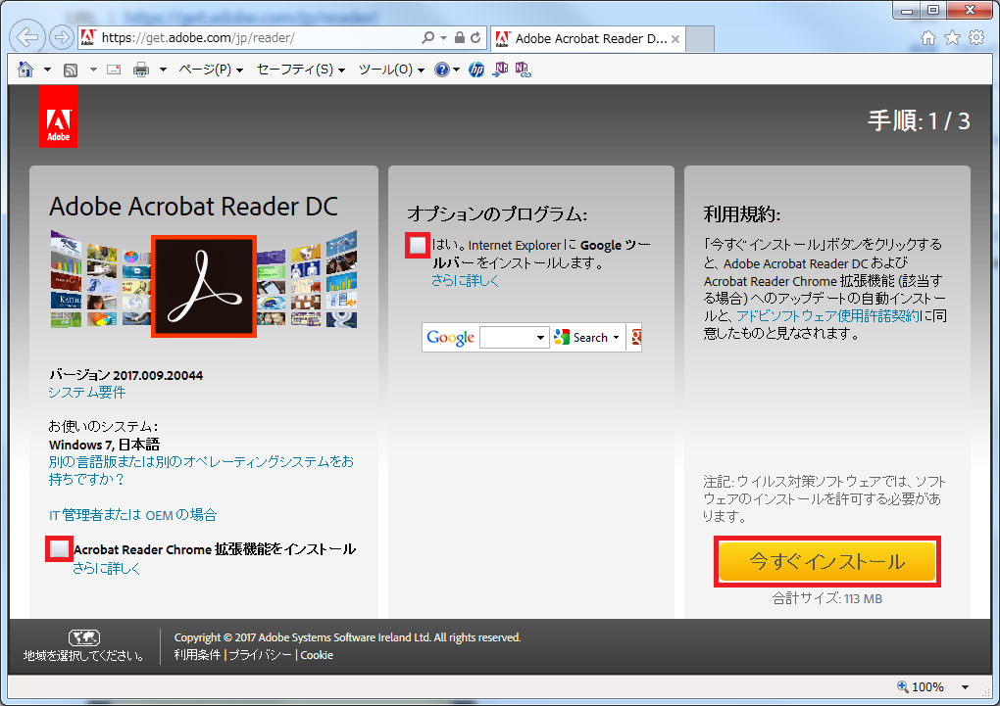 https://get.adobe.com/jp/reader/
Adobe Acrobat Reader D...
ページ(P)
セーフティ(S)
ツール(O)
Adobe
手順: 1 / 3
Adobe Acrobat Reader DC
バージョン 2017.009.20044
システム要件
お使いのシステム:
Windows 7, 日本語
別の言語版または別のオペレーティングシステムをお
持ちですか？
IT 管理者または OEM の場合
Acrobat Reader Chrome 拡張機能をインストール
さらに詳しく
オプションのプログラム:
はい。Internet Explorer に Google ツー
ルバーをインストールします。
さらに詳しく
Google
Search
利用規約:
「今すぐインストール」ボタンをクリックする
と、Adobe Acrobat Reader DC および
Acrobat Reader Chrome 拡張機能 (該当す
る場合) へのアップデートの自動インストー
ルと、アドビソフトウェア使用許諾契約に同
意したものと見なされます。
注記: ウイルス対策ソフトウェアでは、ソフト
ウェアのインストールを許可する必要があ
ります。
今すぐインストール
合計サイズ: 113 MB
地域を選択してください。
Copyright © 2017 Adobe Systems Software Ireland Ltd. All rights reserved.
利用条件 | プライバシー | Cookie
100%